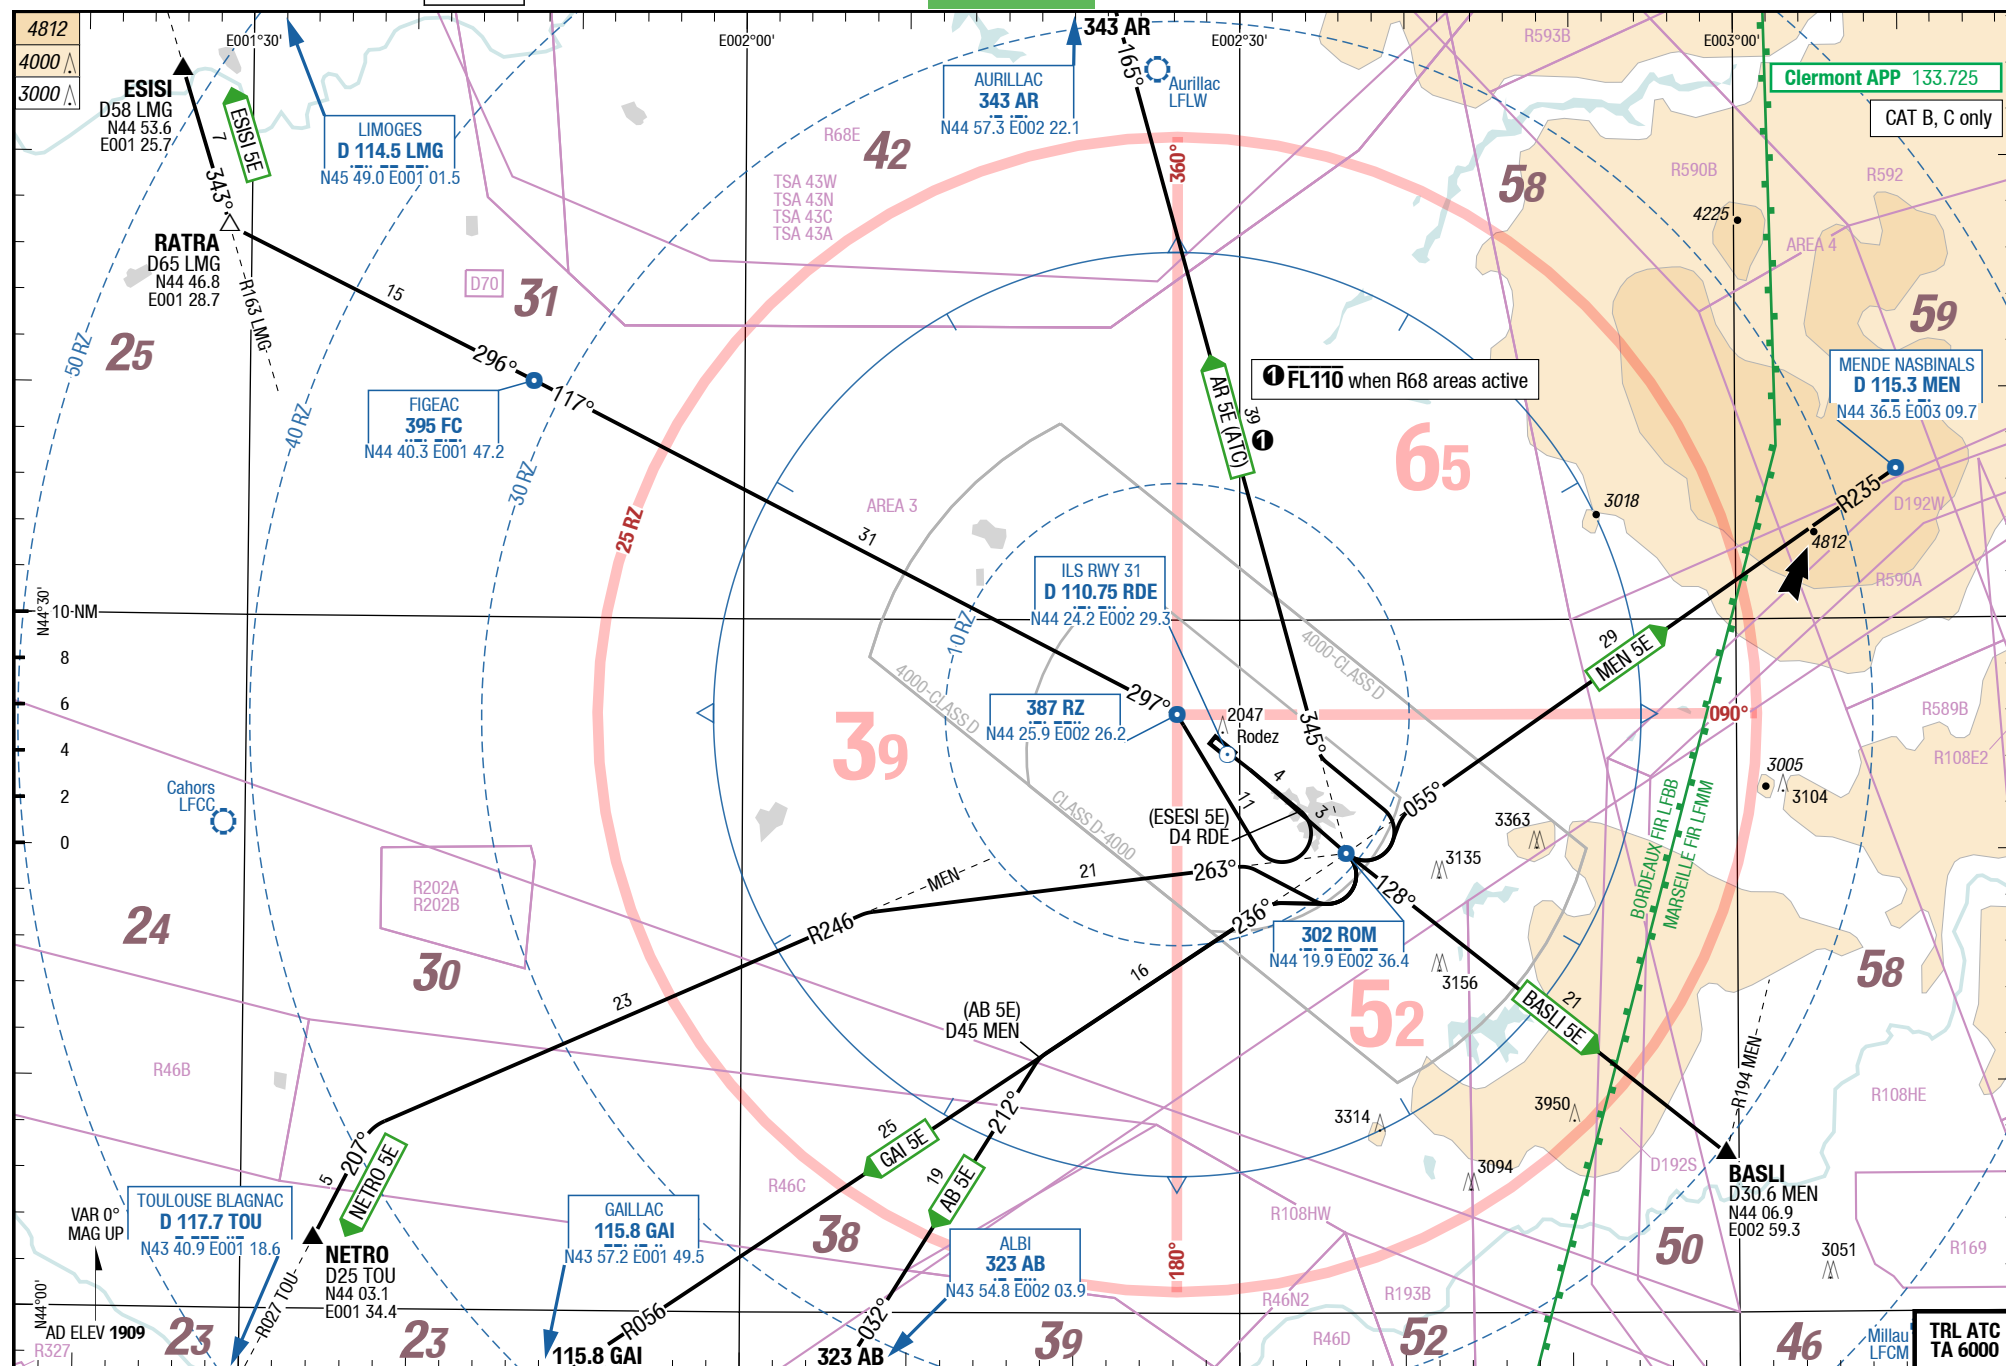 4812
4000
3000
E001°30'
E002°00'
343 AR
E002°30'
E003°00'
165°
ESISI
D58 LMG
N44 53.6
E001 25.7
7
343°
ESISI 5E
LIMOGES
D 114.5 LMG
N45 49.0 E001 01.5
AURILLAC
343 AR
N44 57.3 E002 22.1
Aurillac
LFLW
R593B
Clermont APP 133.725
CAT B, C only
R68E
42
TSA 43W
TSA 43N
TSA 43C
TSA 43A
360°
58
R590B
R592
4225
AREA 4
59
RATRA
D65 LMG
N44 46.8
E001 28.7
R163 LMG
15
D70
31
25
50 RZ
296°
117°
FIGEAC
395 FC
N44 40.3 E001 47.2
40 RZ
30 RZ
25 RZ
AREA 3
31
AR 5E (ATC)
39
1
1 FL110 when R68 areas active
65
MENDE NASBINALS
D 115.3 MEN
N44 36.5 E003 09.7
R235
D192W
3018
4812
R590A
N44°30'
10 NM
8
6
4
2
0
10 RZ
ILS RWY 31
D 110.75 RDE
N44 24.2 E002 29.3
4000-CLASS D
4000-CLASS D
CLASS D-4000
29
MEN 5E
R589B
R108E2
297°
387 RZ
N44 25.9 E002 26.2
2047
Rodez
345°
090°
39
Cahors
LFCC
4
11
3
(ESESI 5E)
D4 RDE
055°
3363
3135
3005
3104
BORDEAUX FIR LFBB
MARSEILLE FIR LFMM
R202A
R202B
MEN
21
263°
236°
128°
24
30
R246
302 ROM
N44 19.9 E002 36.4
3156
52
58
23
16
(AB 5E)
D45 MEN
21
BASLI 5E
R46B
R194 MEN
R108HE
212°
25
GAI 5E
3314
3950
207°
5
NETRO 5E
19
AB 5E
3094
D192S
BASLI
D30.6 MEN
N44 06.9
E002 59.3
R46C
38
R108HW
180°
50
3051
R169
VAR 0°
MAG UP
TOULOUSE BLAGNAC
D 117.7 TOU
N43 40.9 E001 18.6
NETRO
D25 TOU
N44 03.1
E001 34.4
R027 TOU
GAILLAC
115.8 GAI
N43 57.2 E001 49.5
ALBI
323 AB
N43 54.8 E002 03.9
R46N2
R193B
R46D
N44°00'
AD ELEV 1909
R327
23
23
R056
115.8 GAI
032°
323 AB
39
52
46
Millau
LFCM
TRL ATC
TA 6000